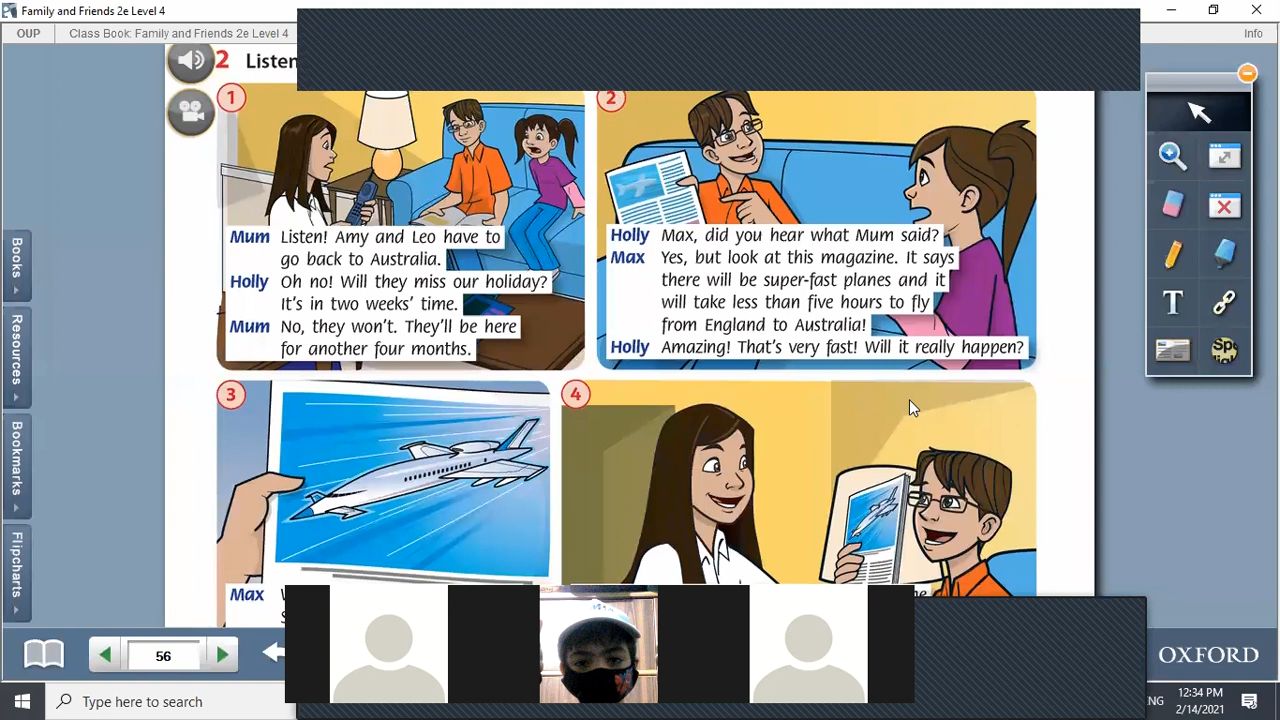 Family and Friends 2e Level 4
OUP
Class Book: Family and Friends 2e Level 4
Info
2 Listen
1
Mum Listen! Amy and Leo have to
go back to Australia.
Holly Oh no! Will they miss our holiday?
It's in two weeks' time.
Mum No, they won't. They'll be here
for another four months.
2
Holly Max, did you hear what Mum said?
Max Yes, but look at this magazine. It says
there will be super-fast planes and it
will take less than five hours to fly
from England to Australia!
Holly Amazing! That's very fast! Will it really happen?
3
Max
4
Books
Resources
Bookmarks
Flipcharts
T
56
OXFORD
Type here to search
ENG
12:34 PM
2/14/2021